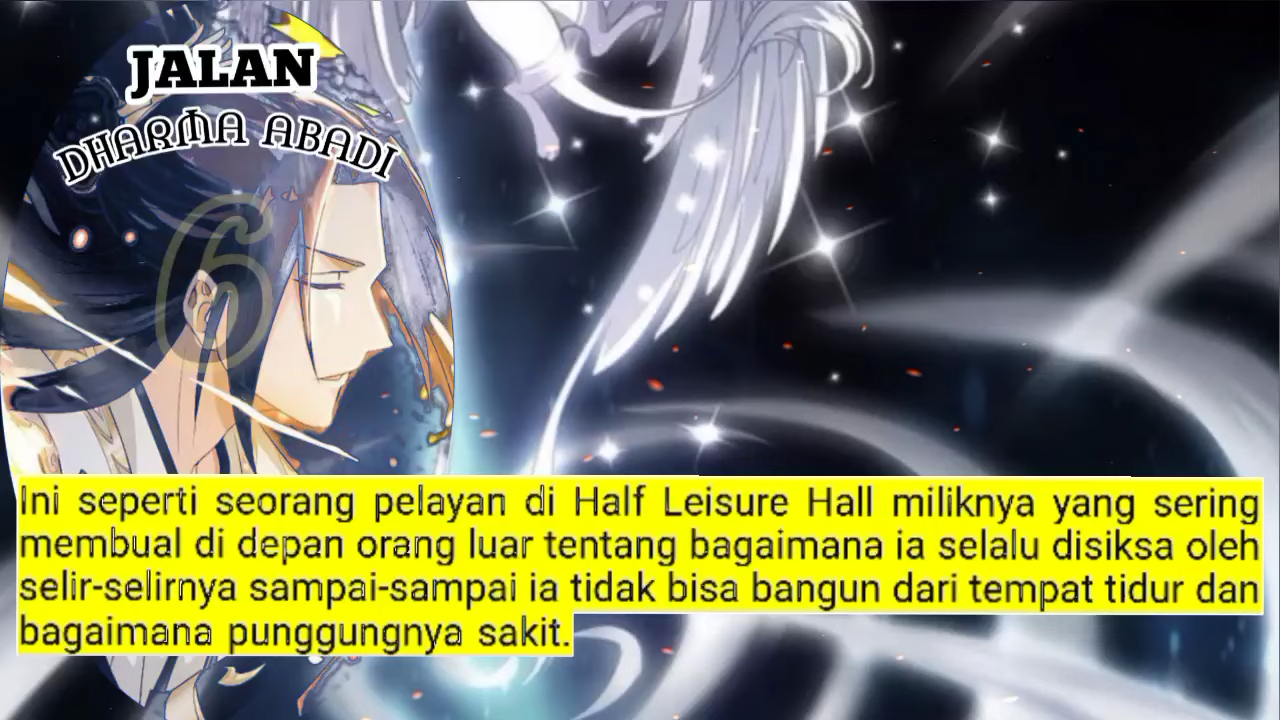 JALAN
DHARMA ABADI
6
Ini seperti seorang pelayan di Half Leisure Hall miliknya yang sering
membual di depan orang luar tentang bagaimana ia selalu disiksa oleh
selir-selirnya sampai-sampai ia tidak bisa bangun dari tempat tidur dan
bagaimana punggungnya sakit.